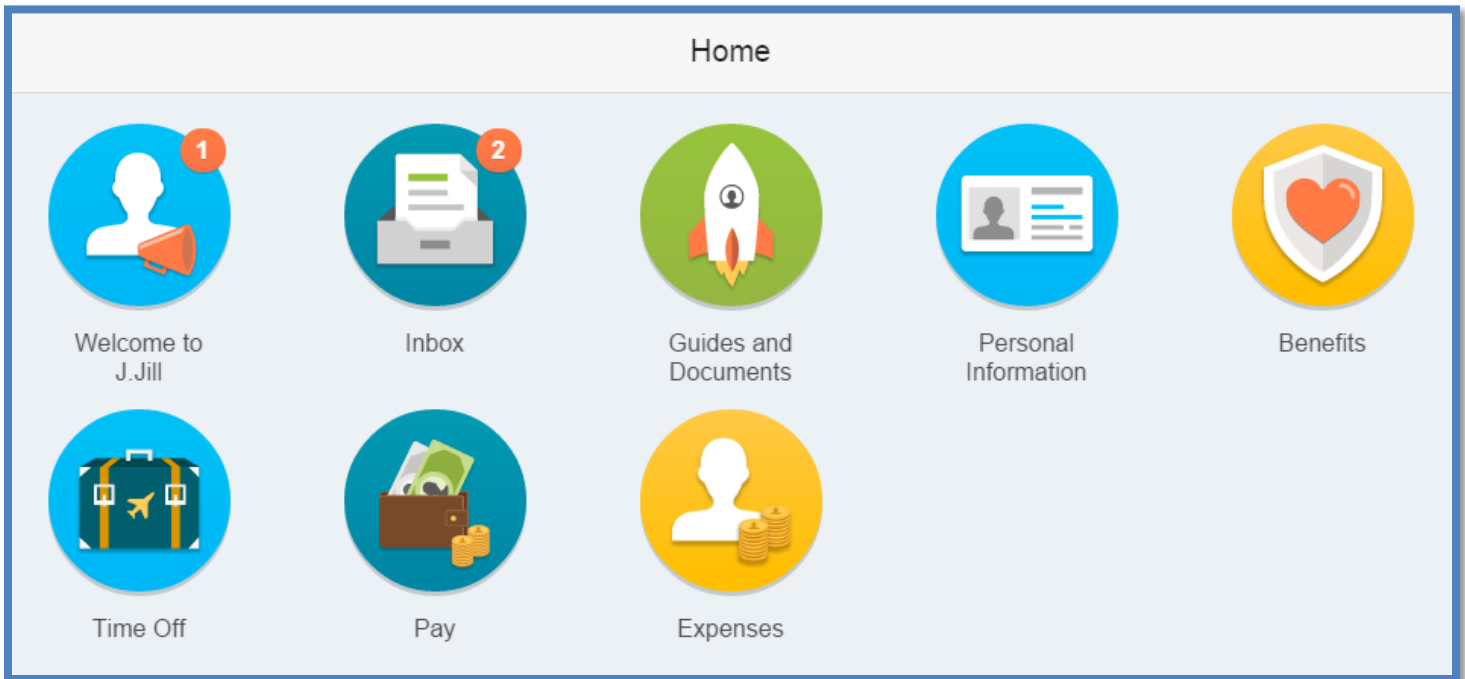 Home
1
2
Welcome to
J.Jill
Inbox
Guides and
Documents
Personal
Information
Benefits
Time Off
Pay
Expenses